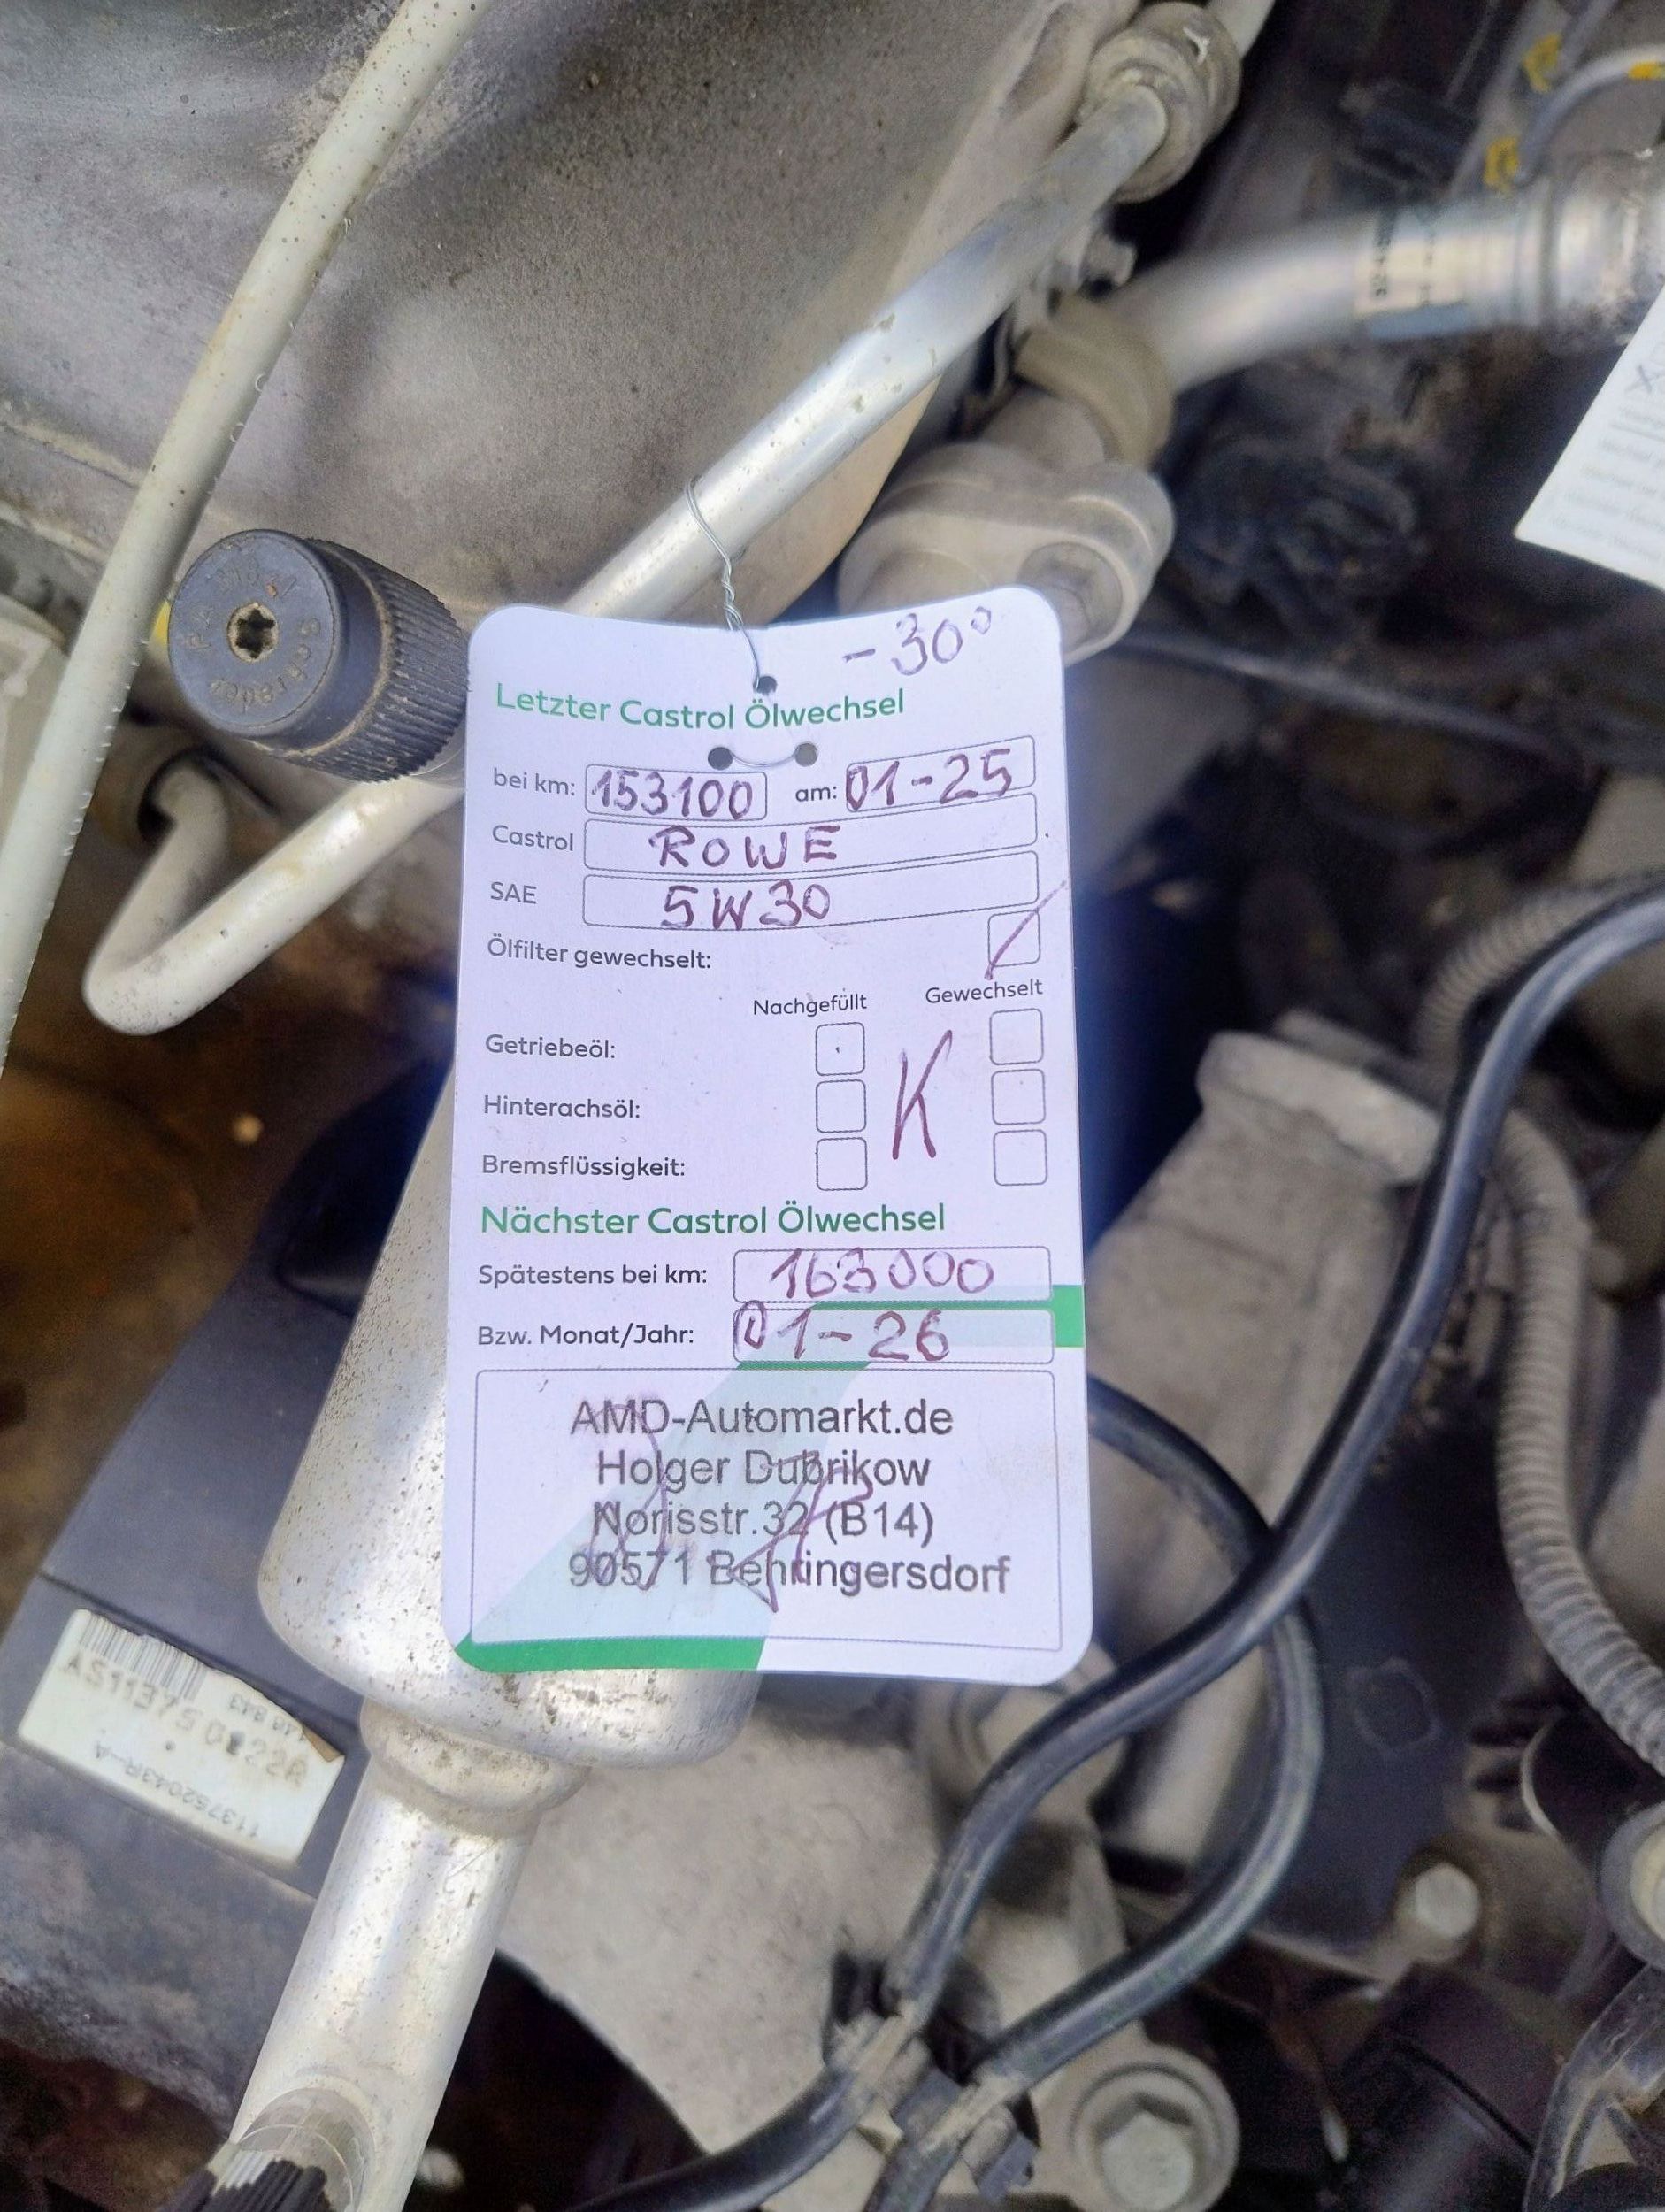 -30°
Letzter Castrol Ölwechsel
bei km: 153100 am: 01-25
Castrol ROWE
SAE 5W30
Ölfilter gewechselt:
Nachgefüllt Gewechselt
Getriebeöl:
K
Hinterachsöl:
Bremsflüssigkeit:
Nächster Castrol Ölwechsel
Spätestens bei km: 163000
Bzw. Monat/Jahr: 01-26
AMD-Automarkt.de
Holger Dubrikow
Norisstr.32 (B14)
90571 Behringersdorf